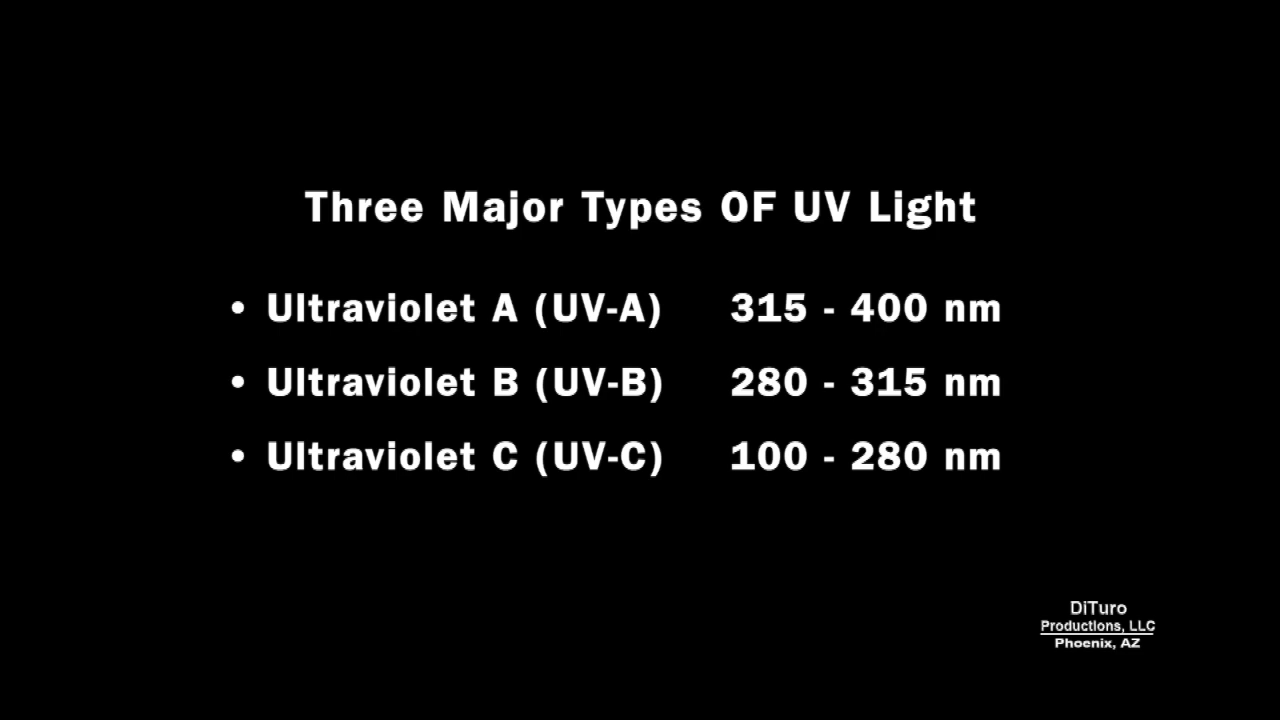 Three Major Types OF UV Light
• Ultraviolet A (UV-A) 315 - 400 nm
• Ultraviolet B (UV-B) 280 - 315 nm
• Ultraviolet C (UV-C) 100 - 280 nm
DiTuro
Productions, LLC
Phoenix, AZ